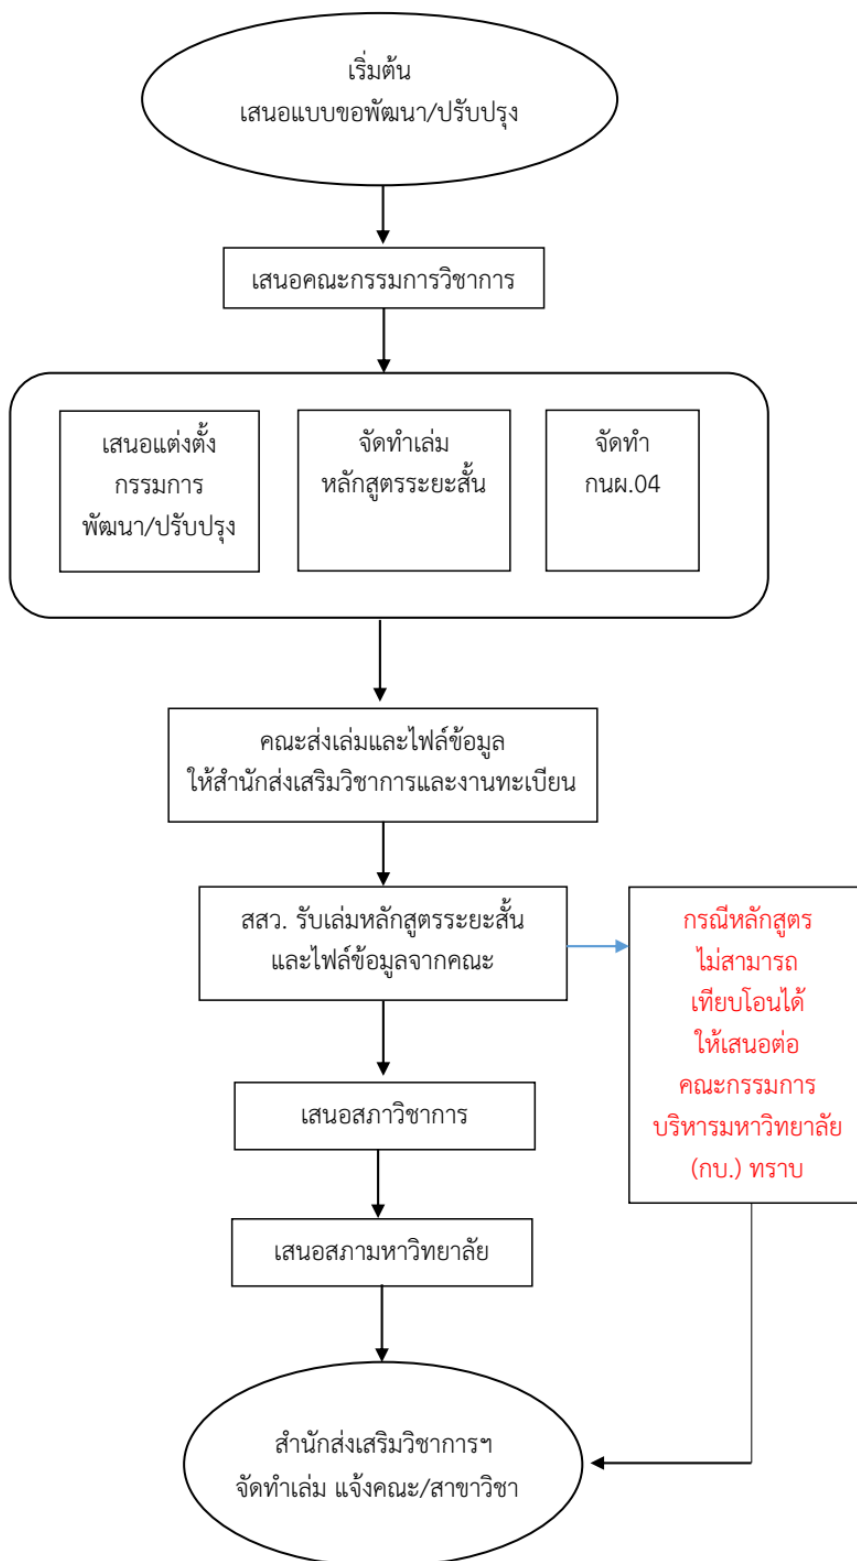 เริ่มต้น
เสนอแบบขอพัฒนา/ปรับปรุง
เสนอคณะกรรมการวิชาการ
เสนอแต่งตั้ง
กรรมการ
พัฒนา/ปรับปรุง
จัดทำเล่ม
หลักสูตรระยะสั้น
จัดทำ
กนผ.04
คณะส่งเล่มและไฟล์ข้อมูล
ให้สำนักส่งเสริมวิชาการและงานทะเบียน
สสว. รับเล่มหลักสูตรระยะสั้น
และไฟล์ข้อมูลจากคณะ
กรณีหลักสูตร
ไม่สามารถ
เทียบโอนได้
ให้เสนอต่อ
คณะกรรมการ
บริหารมหาวิทยาลัย
(กบ.) ทราบ
เสนอสภาวิชาการ
เสนอสภามหาวิทยาลัย
สำนักส่งเสริมวิชาการฯ
จัดทำเล่ม แจ้งคณะ/สาขาวิชา